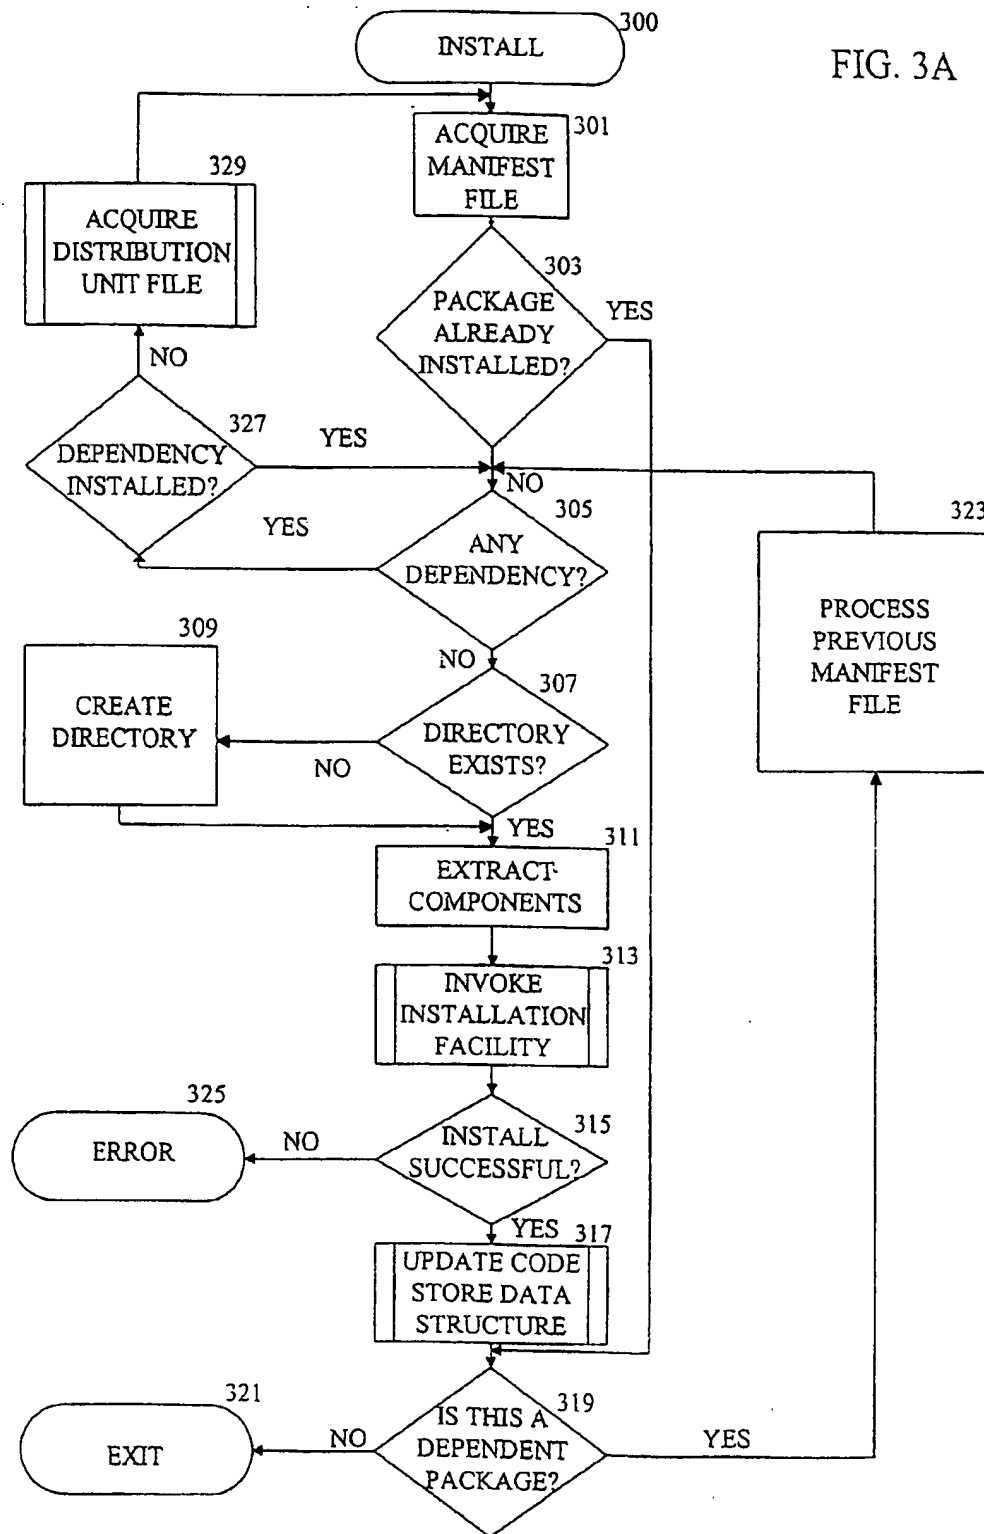 300
INSTALL
FIG. 3A
301
ACQUIRE
MANIFEST
FILE
329
ACQUIRE
DISTRIBUTION
UNIT FILE
303
PACKAGE
ALREADY
INSTALLED?
YES
NO
327
DEPENDENCY
INSTALLED?
YES
NO
305
YES
ANY
DEPENDENCY?
323
PROCESS
PREVIOUS
MANIFEST
FILE
309
CREATE
DIRECTORY
NO
307
DIRECTORY
EXISTS?
NO
YES
311
EXTRACT-
COMPONENTS
313
INVOKE
INSTALLATION
FACILITY
325
ERROR
NO
315
INSTALL
SUCCESSFUL?
YES
317
UPDATE CODE
STORE DATA
STRUCTURE
321
EXIT
NO
319
IS THIS A
DEPENDENT
PACKAGE?
YES